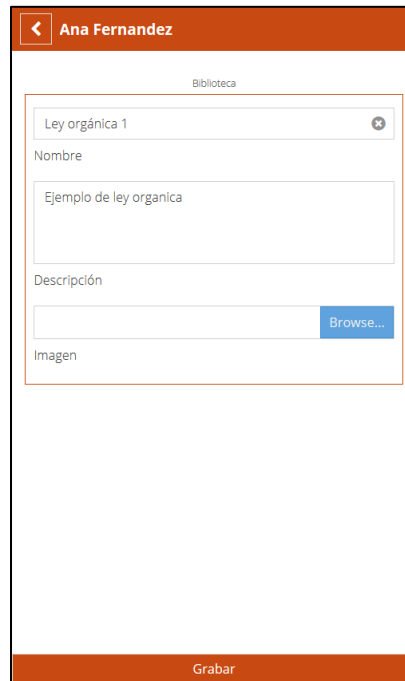 Ana Fernandez
Biblioteca
Ley orgánica 1
Nombre
Ejemplo de ley organica
Descripción
Browse...
Imagen
Grabar